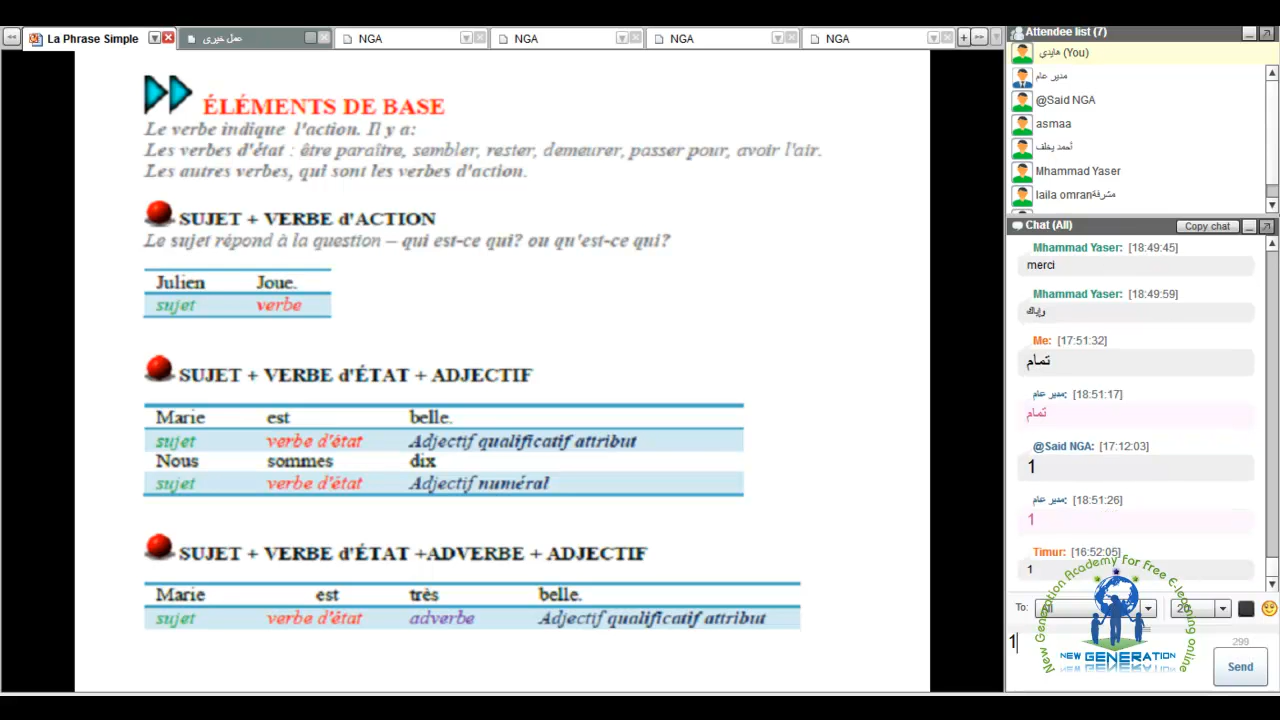 La Phrase Simple
عمل خيرى
NGA
NGA
NGA
NGA
ÉLÉMENTS DE BASE
Le verbe indique l'action. Il y a:
Les verbes d'état : être paraître, sembler, rester, demeurer, passer pour, avoir l'air.
Les autres verbes, qui sont les verbes d'action.
SUJET + VERBE d'ACTION
Le sujet répond à la question – qui est-ce qui? ou qu'est-ce qui?
Julien Joue.
sujet verbe
SUJET + VERBE d'ÉTAT + ADJECTIF
Marie est belle.
sujet verbe d'état Adjectif qualificatif attribut
Nous sommes dix
sujet verbe d'état Adjectif numéral
SUJET + VERBE d'ÉTAT +ADVERBE + ADJECTIF
Marie est très belle.
sujet verbe d'état adverbe Adjectif qualificatif attribut
Attendee list (7)
هايدي (You)
مدير عام
@Said NGA
asmaa
أحمد يخلف
Mhammad Yaser
laila omranمشرفة
Chat (All)
Copy chat
Mhammad Yaser: [18:49:45]
merci
Mhammad Yaser: [18:49:59]
وإياك
Me: [17:51:32]
تمام
مدير عام: [18:51:17]
تمام
@Said NGA: [17:12:03]
1
مدير عام: [18:51:26]
1
Timur: [16:52:05]
1
To:
1
299
Send
New Generation Academy For Free E-learning online
NEW GENERATION